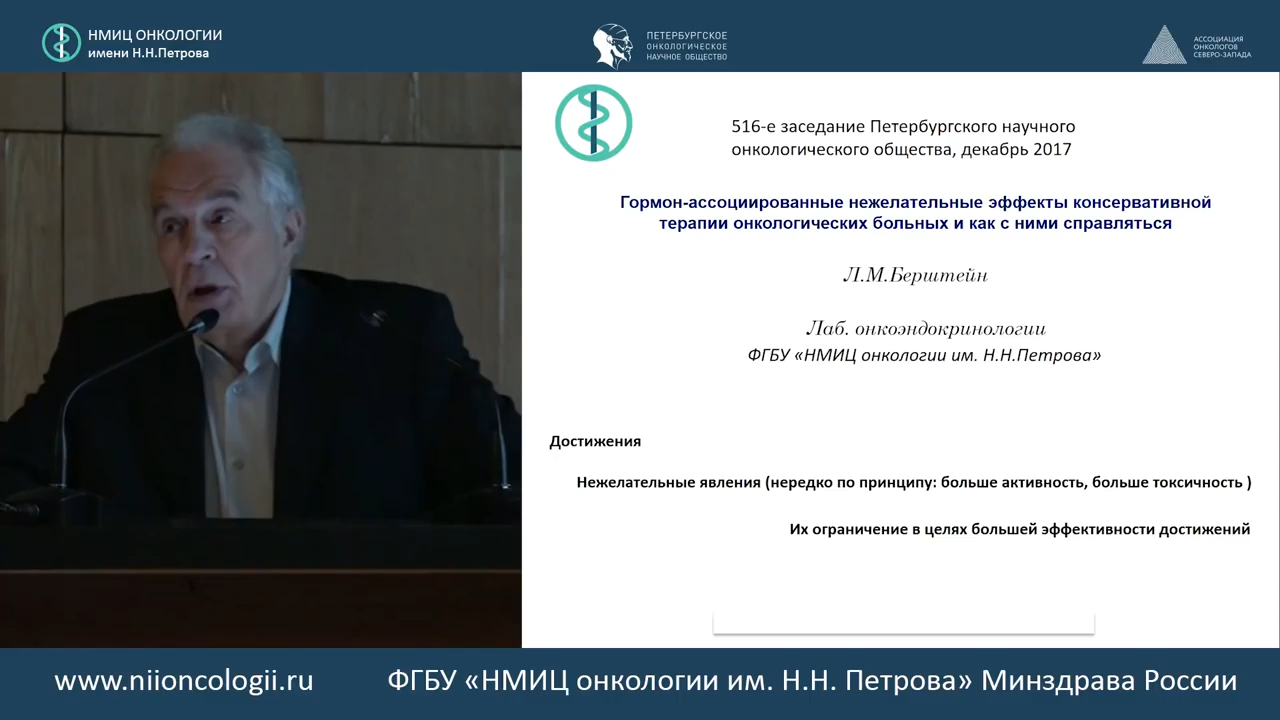 НМИЦ ОНКОЛОГИИ
имени Н.Н.Петрова
ПЕТЕРБУРГСКОЕ
ОНКОЛОГИЧЕСКОЕ
НАУЧНОЕ ОБЩЕСТВО
АССОЦИАЦИЯ
ОНКОЛОГОВ
СЕВЕРО-ЗАПАДА
516-е заседание Петербургского научного
онкологического общества, декабрь 2017
Гормон-ассоциированные нежелательные эффекты консервативной
терапии онкологических больных и как с ними справляться
Л.М.Берштейн
Лаб. онкоэндокринологии
ФГБУ «НМИЦ онкологии им. Н.Н.Петрова»
Достижения
Нежелательные явления (нередко по принципу: больше активность, больше токсичность )
Их ограничение в целях большей эффективности достижений
www.niioncologii.ru
ФГБУ «НМИЦ онкологии им. Н.Н. Петрова» Минздрава России